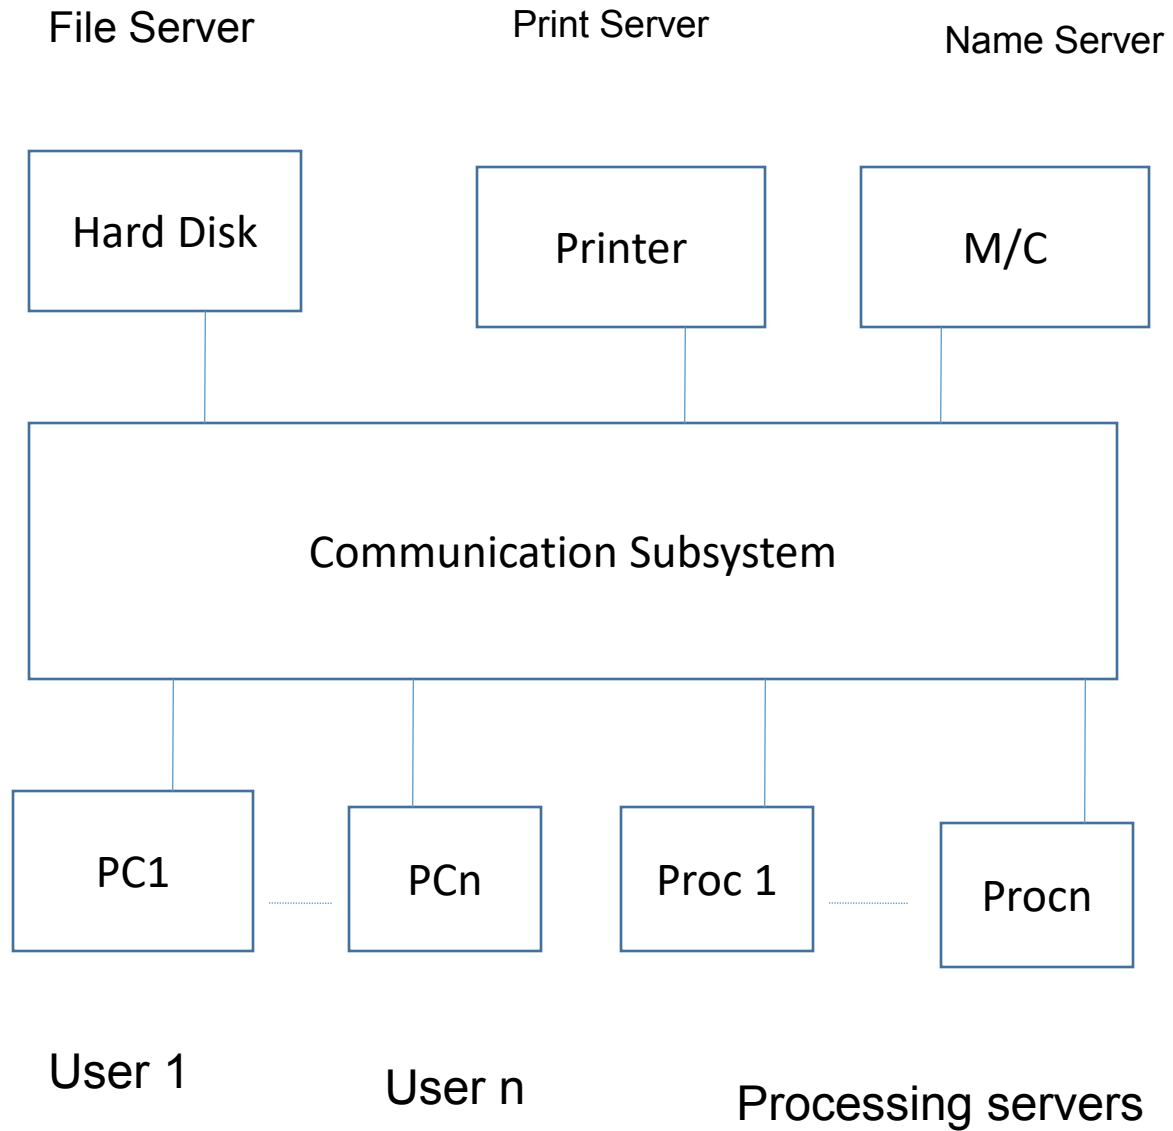 File Server
Print Server
Name Server
Hard Disk
Printer
M/C
Communication Subsystem
PC1
PCn
Proc 1
Procn
User 1
User n
Processing servers